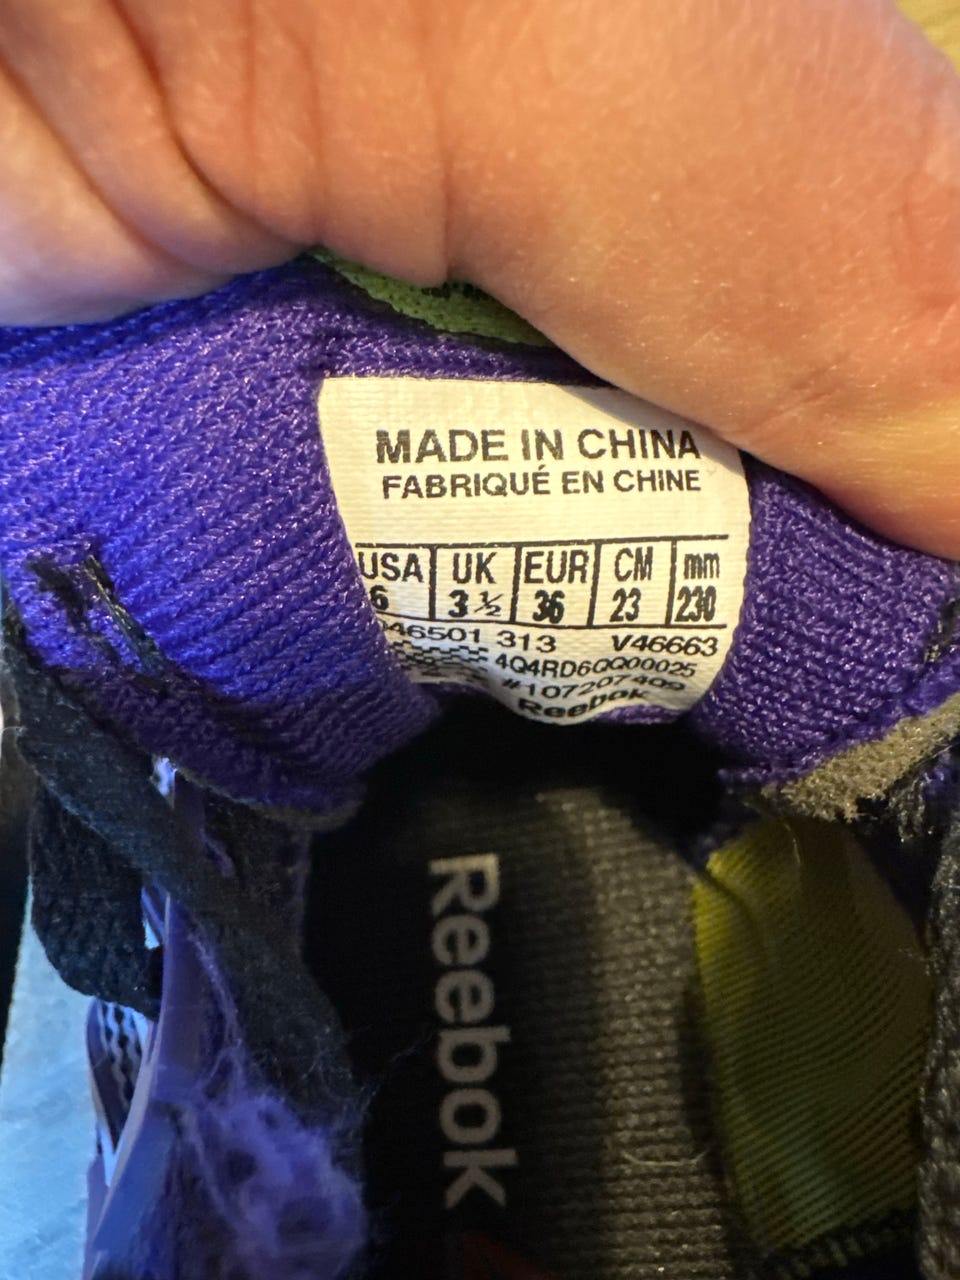 MADE IN CHINA
FABRIQUÉ EN CHINE
USA UK EUR CM mm
6 3 ½ 36 23 230
313 V46663
4Q4RD6QQ00025
#107207409
Reebok
Reebok